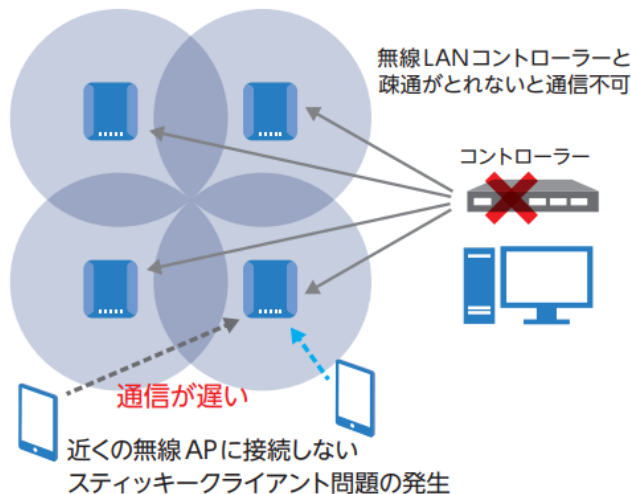 無線LANコントローラーと
疎通がとれないと通信不可
コントローラー
通信が遅い
近くの無線APに接続しない
スティッキークライアント問題の発生